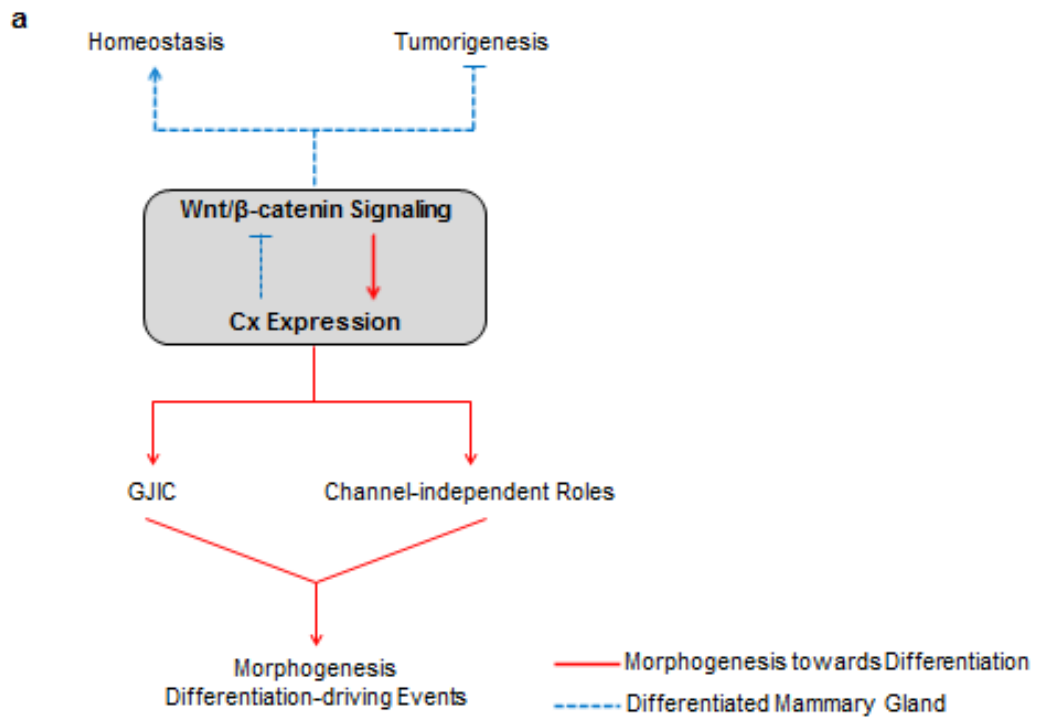 a
Homeostasis
Tumorigenesis
Wnt/β-catenin Signaling
Cx Expression
GJIC
Channel-independent Roles
Morphogenesis
Differentiation-driving Events
Morphogenesis towards Differentiation
Differentiated Mammary Gland